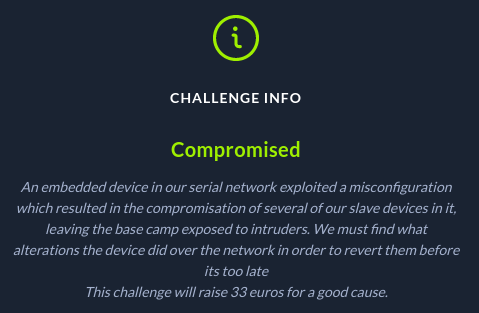 CHALLENGE INFO
Compromised
An embedded device in our serial network exploited a misconfiguration
which resulted in the compromisation of several of our slave devices in it,
leaving the base camp exposed to intruders. We must find what
alterations the device did over the network in order to revert them before
its too late
This challenge will raise 33 euros for a good cause.